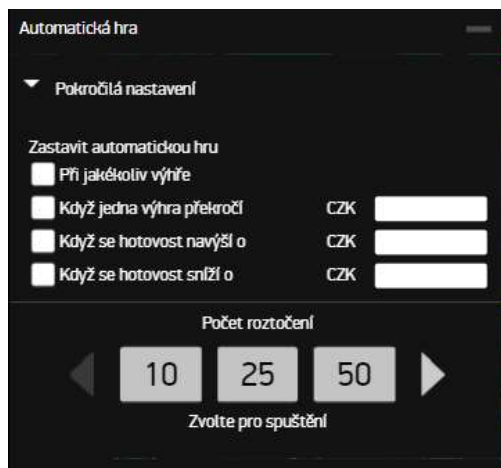 Automatická hra
Pokročilá nastavení
Zastavit automatickou hru
Při jakékoliv výhře
Když jedna výhra překročí CZK
Když se hotovost navýší o CZK
Když se hotovost sníží o CZK
Počet roztočení
10 25 50
Zvolte pro spuštění